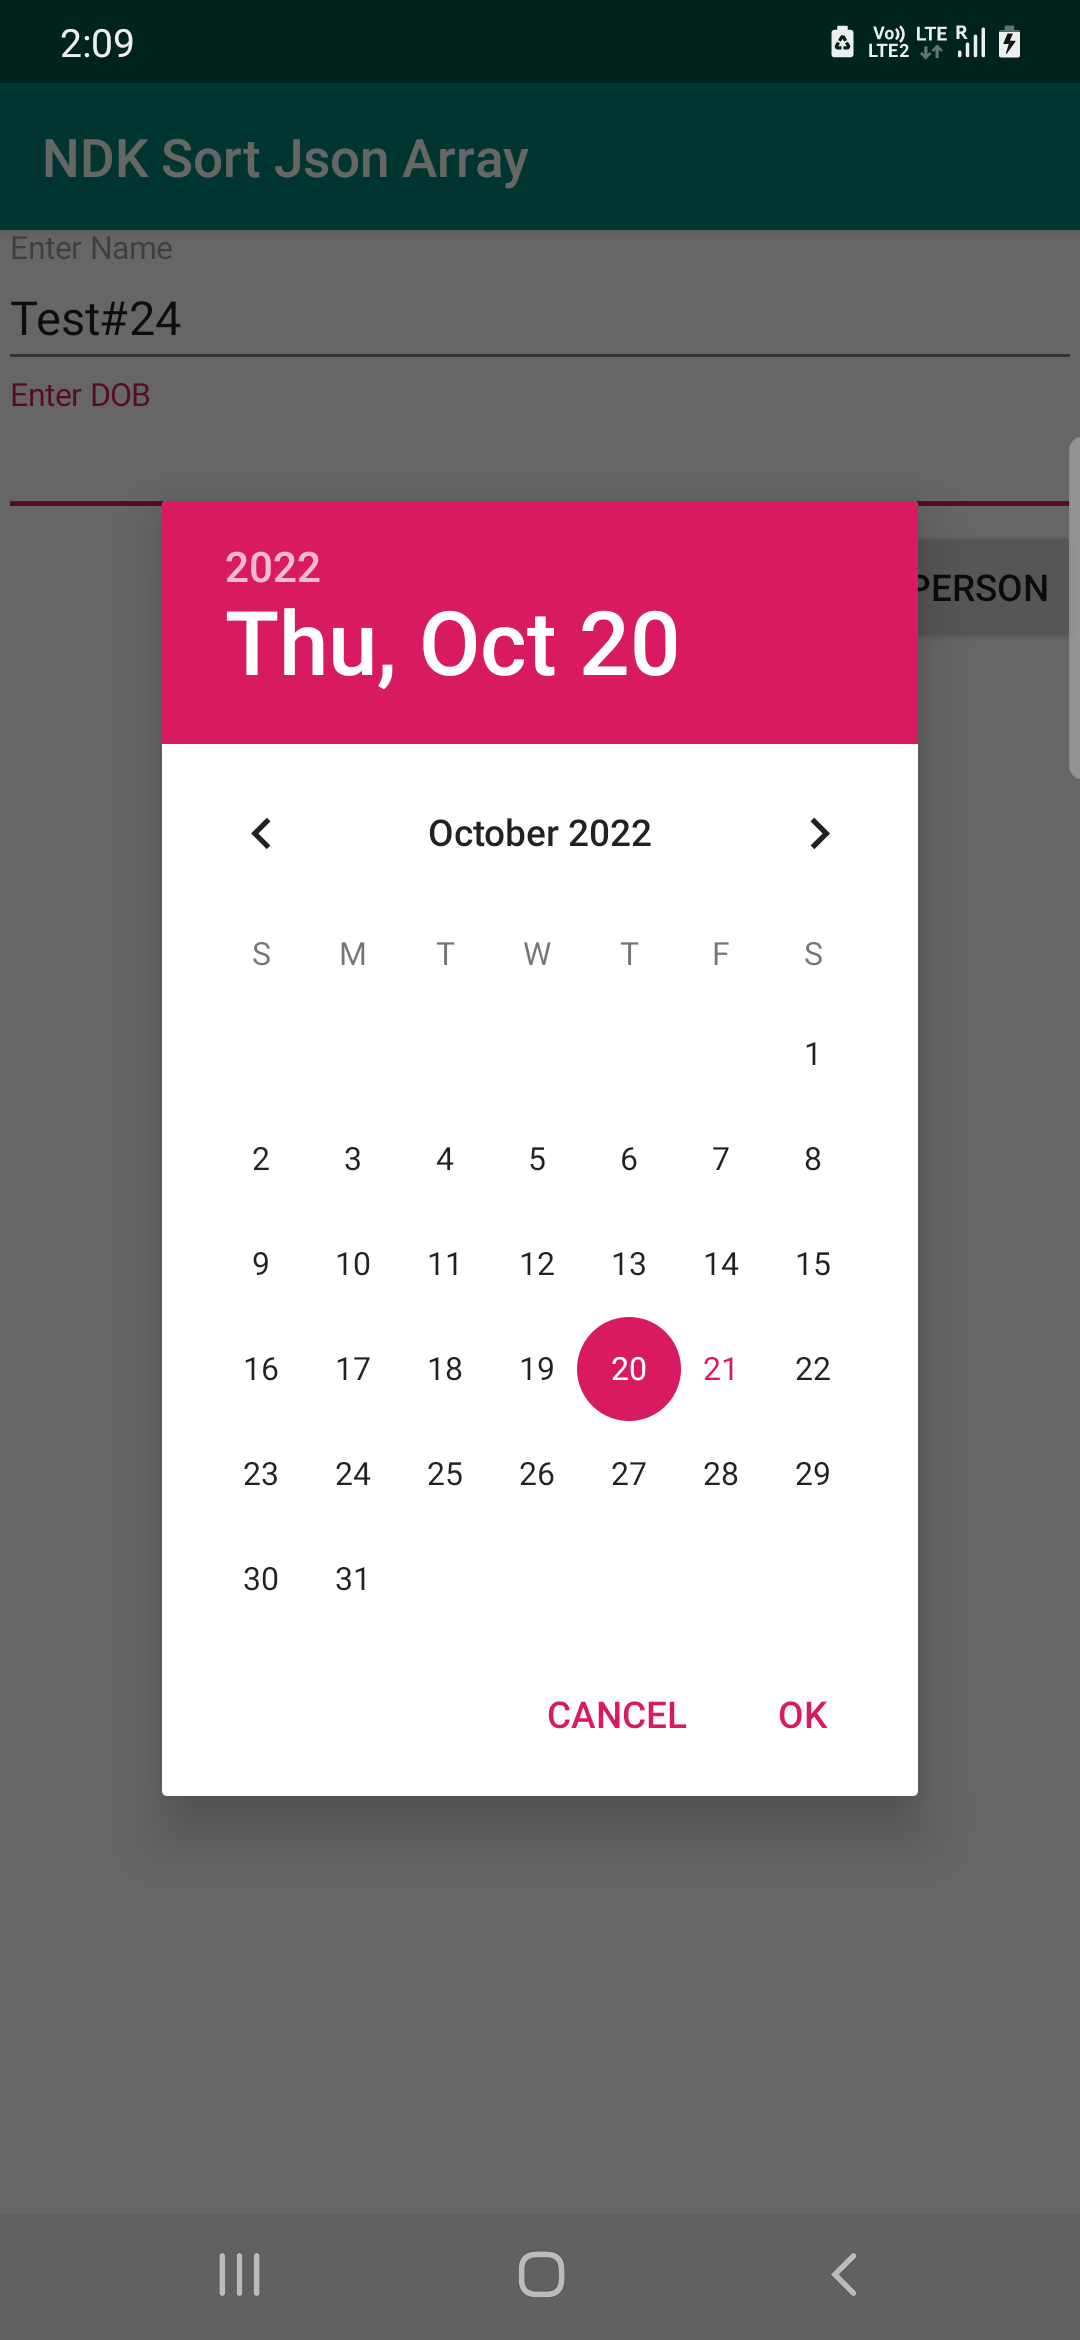 2:09
Vo)) LTE R
LTE2
NDK Sort Json Array
Enter Name
Test#24
Enter DOB
PERSON
2022
Thu, Oct 20
October 2022
S M T W T F S
1
2 3 4 5 6 7 8
9 10 11 12 13 14 15
16 17 18 19 20 21 22
23 24 25 26 27 28 29
30 31
CANCEL OK